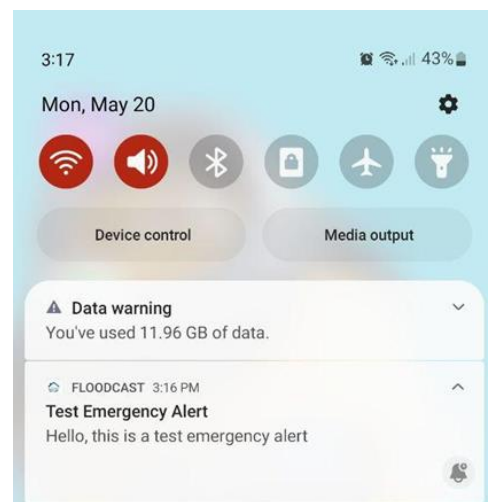 3:17
43%
Mon, May 20
Device control
Media output
Data warning
You've used 11.96 GB of data.
FLOODCAST 3:16 PM
Test Emergency Alert
Hello, this is a test emergency alert